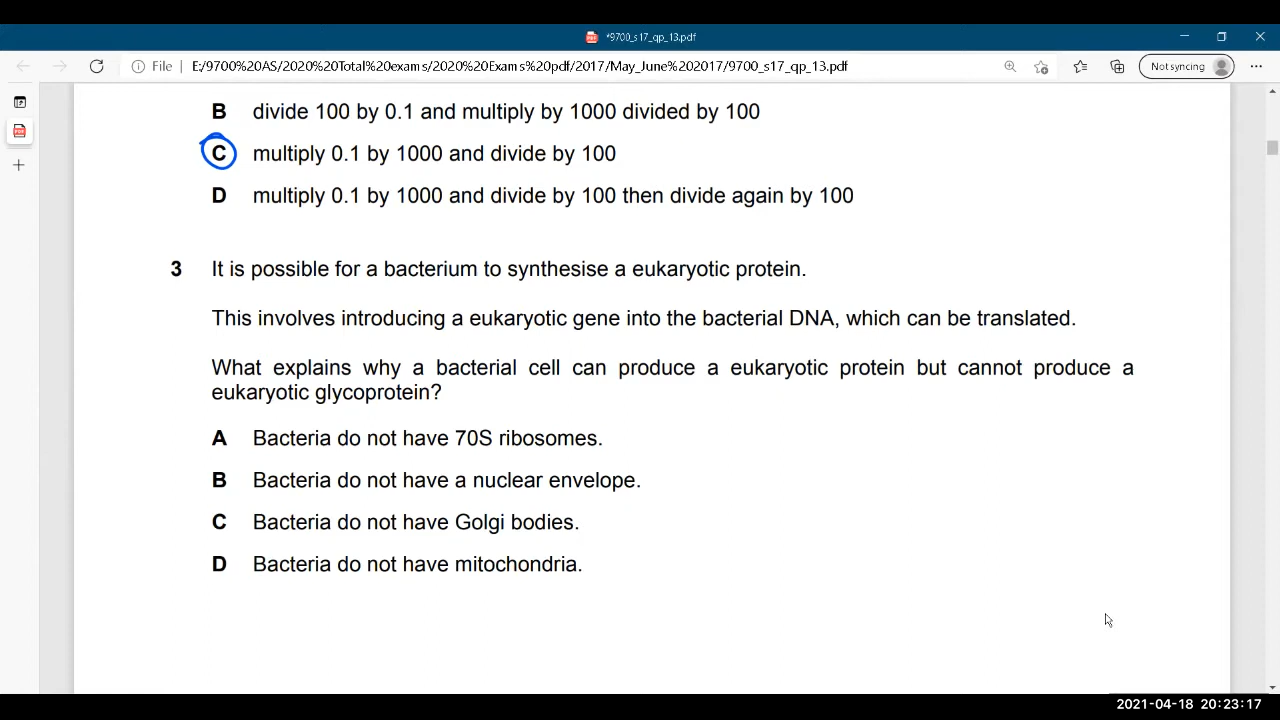 *9700_s17_qp_13.pdf
File | E:/9700%20AS/2020%20Total%20exams/2020%20Exams%20pdf/2017/May_June%202017/9700_s17_qp_13.pdf
Not syncing
B divide 100 by 0.1 and multiply by 1000 divided by 100
C multiply 0.1 by 1000 and divide by 100
D multiply 0.1 by 1000 and divide by 100 then divide again by 100
3 It is possible for a bacterium to synthesise a eukaryotic protein.
This involves introducing a eukaryotic gene into the bacterial DNA, which can be translated.
What explains why a bacterial cell can produce a eukaryotic protein but cannot produce a
eukaryotic glycoprotein?
A Bacteria do not have 70S ribosomes.
B Bacteria do not have a nuclear envelope.
C Bacteria do not have Golgi bodies.
D Bacteria do not have mitochondria.
2021-04-18 20:23:17